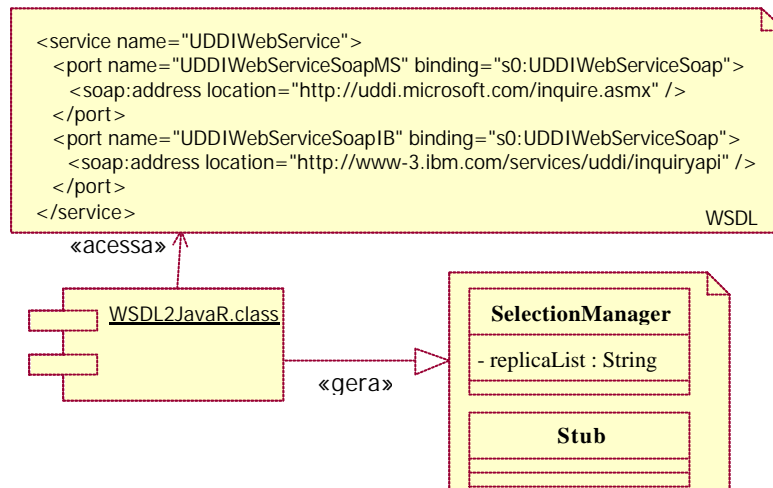 <service name="UDDIWebService">
<port name="UDDIWebServiceSoapMS" binding="s0:UDDIWebServiceSoap">
<soap:address location="http://uddi.microsoft.com/inquire.asmx" />
</port>
<port name="UDDIWebServiceSoapIB" binding="s0:UDDIWebServiceSoap">
<soap:address location="http://www-3.ibm.com/services/uddi/inquiryapi" />
</port>
</service>
WSDL
«acessa»
WSDL2JavaR.class
«gera»
SelectionManager
- replicaList : String
Stub